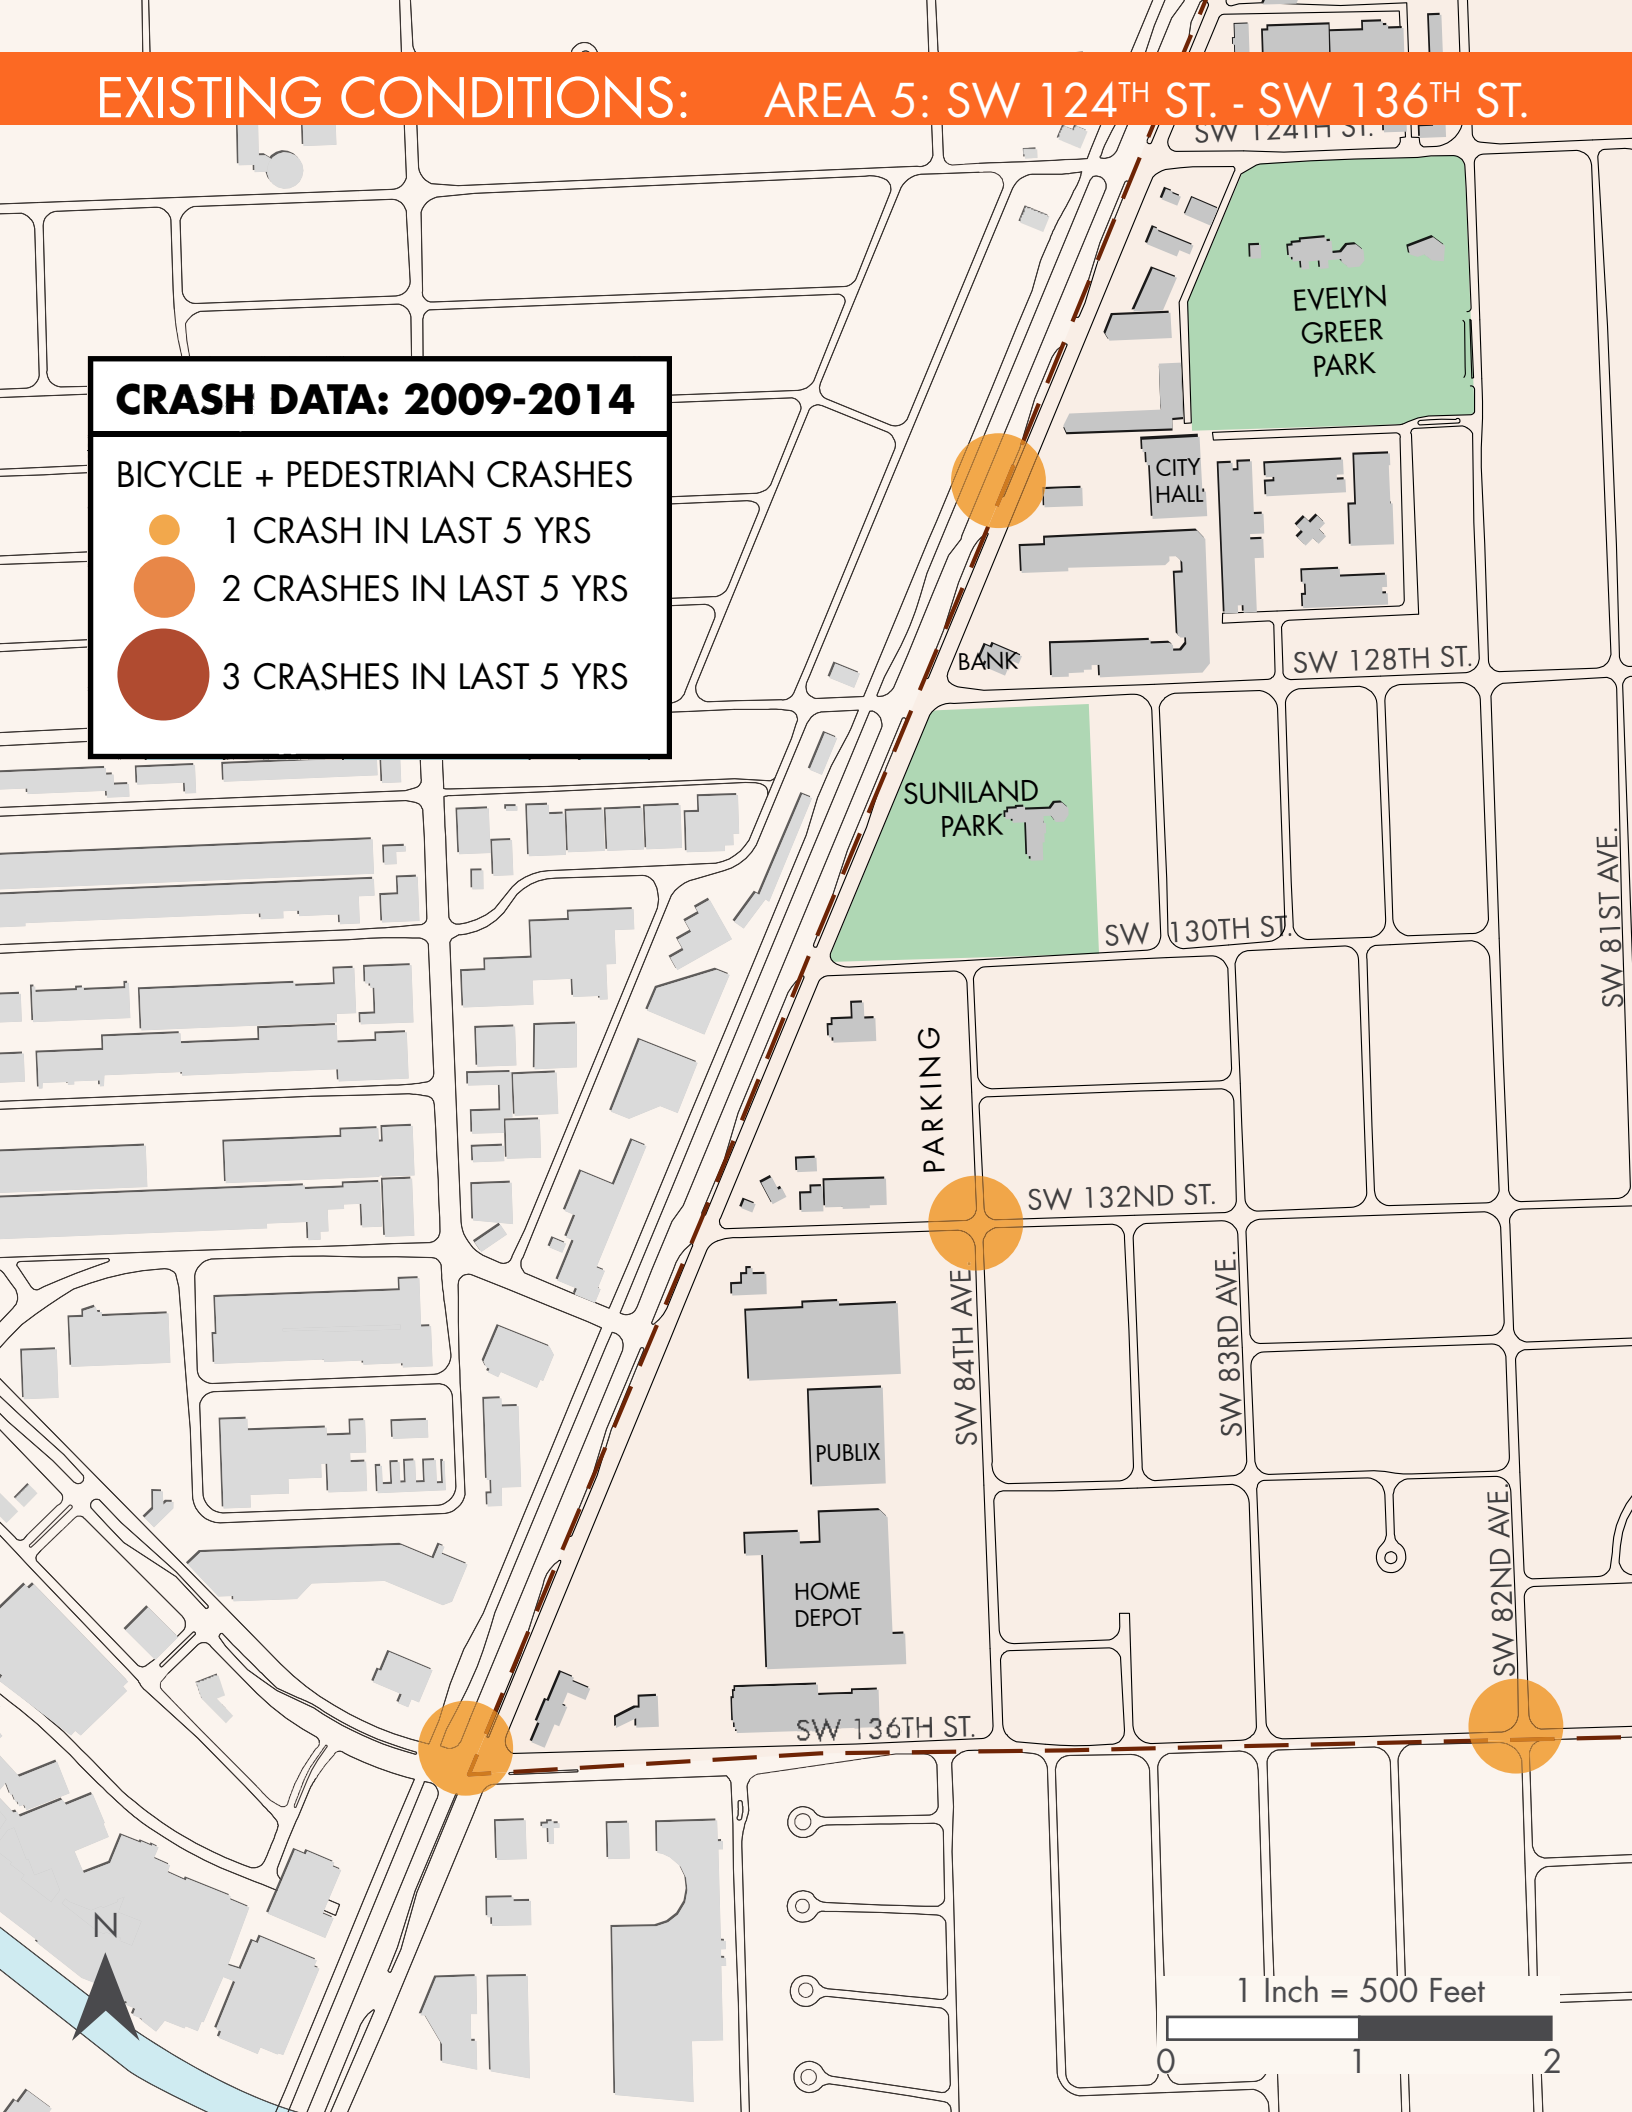 EXISTING CONDITIONS: AREA 5: SW 124TH ST. - SW 136TH ST.
SW 124TH ST.
EVELYN
GREER
PARK
CRASH DATA: 2009-2014
BICYCLE + PEDESTRIAN CRASHES
1 CRASH IN LAST 5 YRS
2 CRASHES IN LAST 5 YRS
3 CRASHES IN LAST 5 YRS
CITY
HALL
BANK
SW 128TH ST.
SUNILAND
PARK
SW 81ST AVE.
SW 130TH ST.
PARKING
SW 132ND ST.
SW 84TH AVE.
SW 83RD AVE.
PUBLIX
SW 82ND AVE.
HOME
DEPOT
SW 136TH ST.
N
1 Inch = 500 Feet
0 1 2